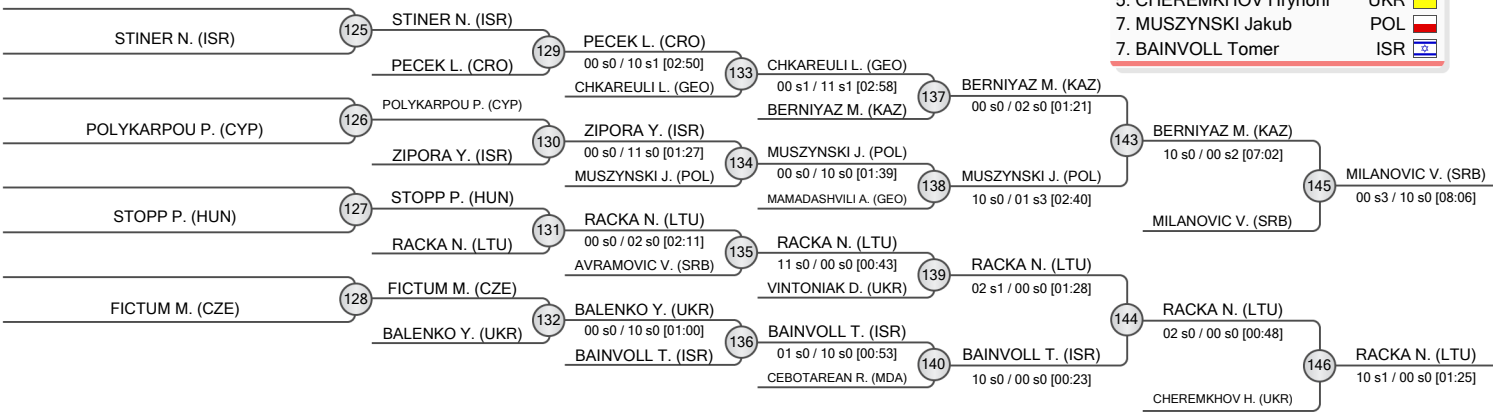 5. CHEREMKHOV Hryhorii UKR
7. MUSZYNSKI Jakub POL
7. BAINVOLL Tomer ISR
STINER N. (ISR)
POLYKARPOU P. (CYP)
STOPP P. (HUN)
FICTUM M. (CZE)
125
126
127
128
STINER N. (ISR)
PECEK L. (CRO)
POLYKARPOU P. (CYP)
ZIPORA Y. (ISR)
STOPP P. (HUN)
RACKA N. (LTU)
FICTUM M. (CZE)
BALENKO Y. (UKR)
129
130
131
132
PECEK L. (CRO)
00 s0 / 10 s1 [02:50]
CHKAREULI L. (GEO)
ZIPORA Y. (ISR)
00 s0 / 11 s0 [01:27]
MUSZYNSKI J. (POL)
RACKA N. (LTU)
00 s0 / 02 s0 [02:11]
AVRAMOVIC V. (SRB)
BALENKO Y. (UKR)
00 s0 / 10 s0 [01:00]
BAINVOLL T. (ISR)
133
134
135
136
CHKAREULI L. (GEO)
00 s1 / 11 s1 [02:58]
BERNIYAZ M. (KAZ)
MUSZYNSKI J. (POL)
00 s0 / 10 s0 [01:39]
MAMADASHVILI A. (GEO)
RACKA N. (LTU)
11 s0 / 00 s0 [00:43]
VINTONIAK D. (UKR)
BAINVOLL T. (ISR)
01 s0 / 10 s0 [00:53]
CEBOTAREAN R. (MDA)
137
138
139
140
BERNIYAZ M. (KAZ)
00 s0 / 02 s0 [01:21]
MUSZYNSKI J. (POL)
10 s0 / 01 s3 [02:40]
RACKA N. (LTU)
02 s1 / 00 s0 [01:28]
BAINVOLL T. (ISR)
10 s0 / 00 s0 [00:23]
143
144
BERNIYAZ M. (KAZ)
10 s0 / 00 s2 [07:02]
MILANOVIC V. (SRB)
RACKA N. (LTU)
02 s0 / 00 s0 [00:48]
CHEREMKHOV H. (UKR)
145
146
MILANOVIC V. (SRB)
00 s3 / 10 s0 [08:06]
RACKA N. (LTU)
10 s1 / 00 s0 [01:25]